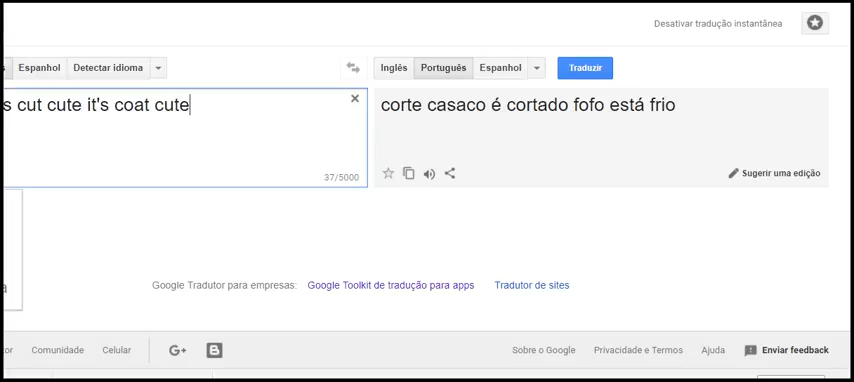 Desativar tradução instantânea
s Espanhol Detectar idioma Inglês Português Espanhol Traduzir
s cut cute it's coat cute corte casaco é cortado fofo está frio
37/5000 Sugerir uma edição
a
Google Tradutor para empresas: Google Toolkit de tradução para apps Tradutor de sites
tor Comunidade Celular G+ B Sobre o Google Privacidade e Termos Ajuda Enviar feedback